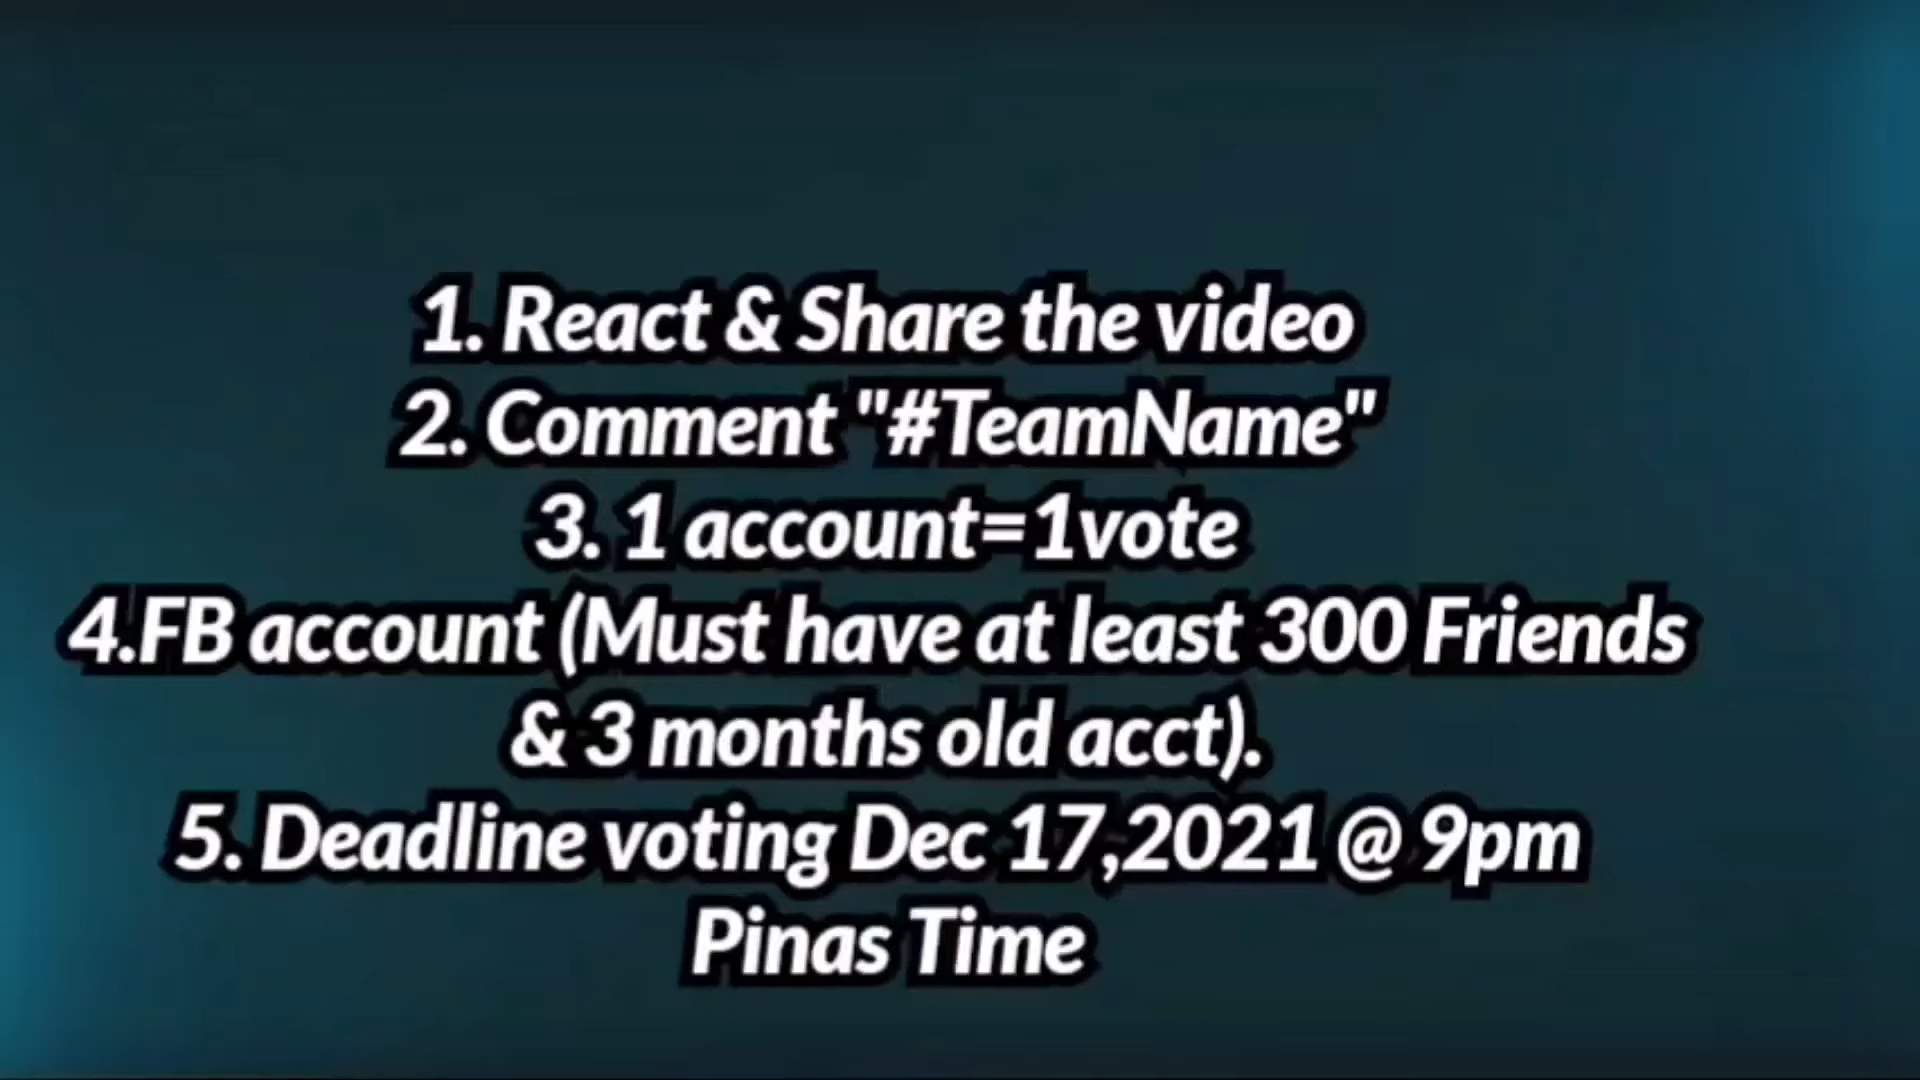 1. React & Share the video
2. Comment "#TeamName"
3. 1 account=1vote
4.FB account (Must have at least 300 Friends
& 3 months old acct).
5. Deadline voting Dec 17,2021 @ 9pm
Pinas Time